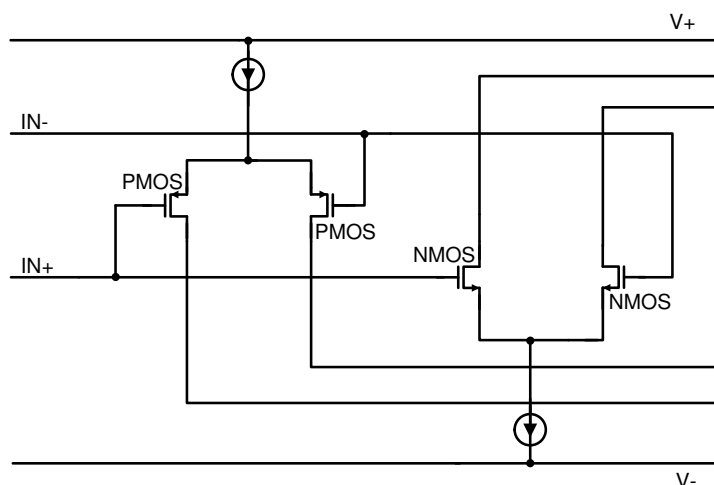 V+
IN-
PMOS
PMOS
NMOS
IN+
NMOS
V-